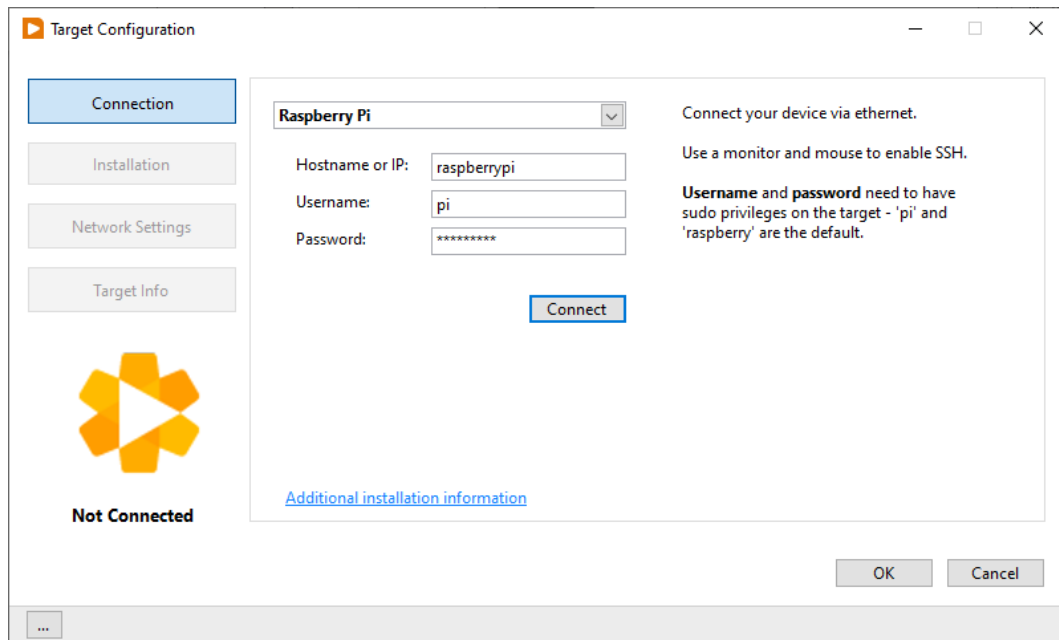 Target Configuration
Connection
Installation
Network Settings
Target Info
Not Connected
Raspberry Pi
Hostname or IP: raspberrypi
Username: pi
Password: *********
Connect
Additional installation information
Connect your device via ethernet.
Use a monitor and mouse to enable SSH.
Username and password need to have
sudo privileges on the target - 'pi' and
'raspberry' are the default.
OK Cancel
...